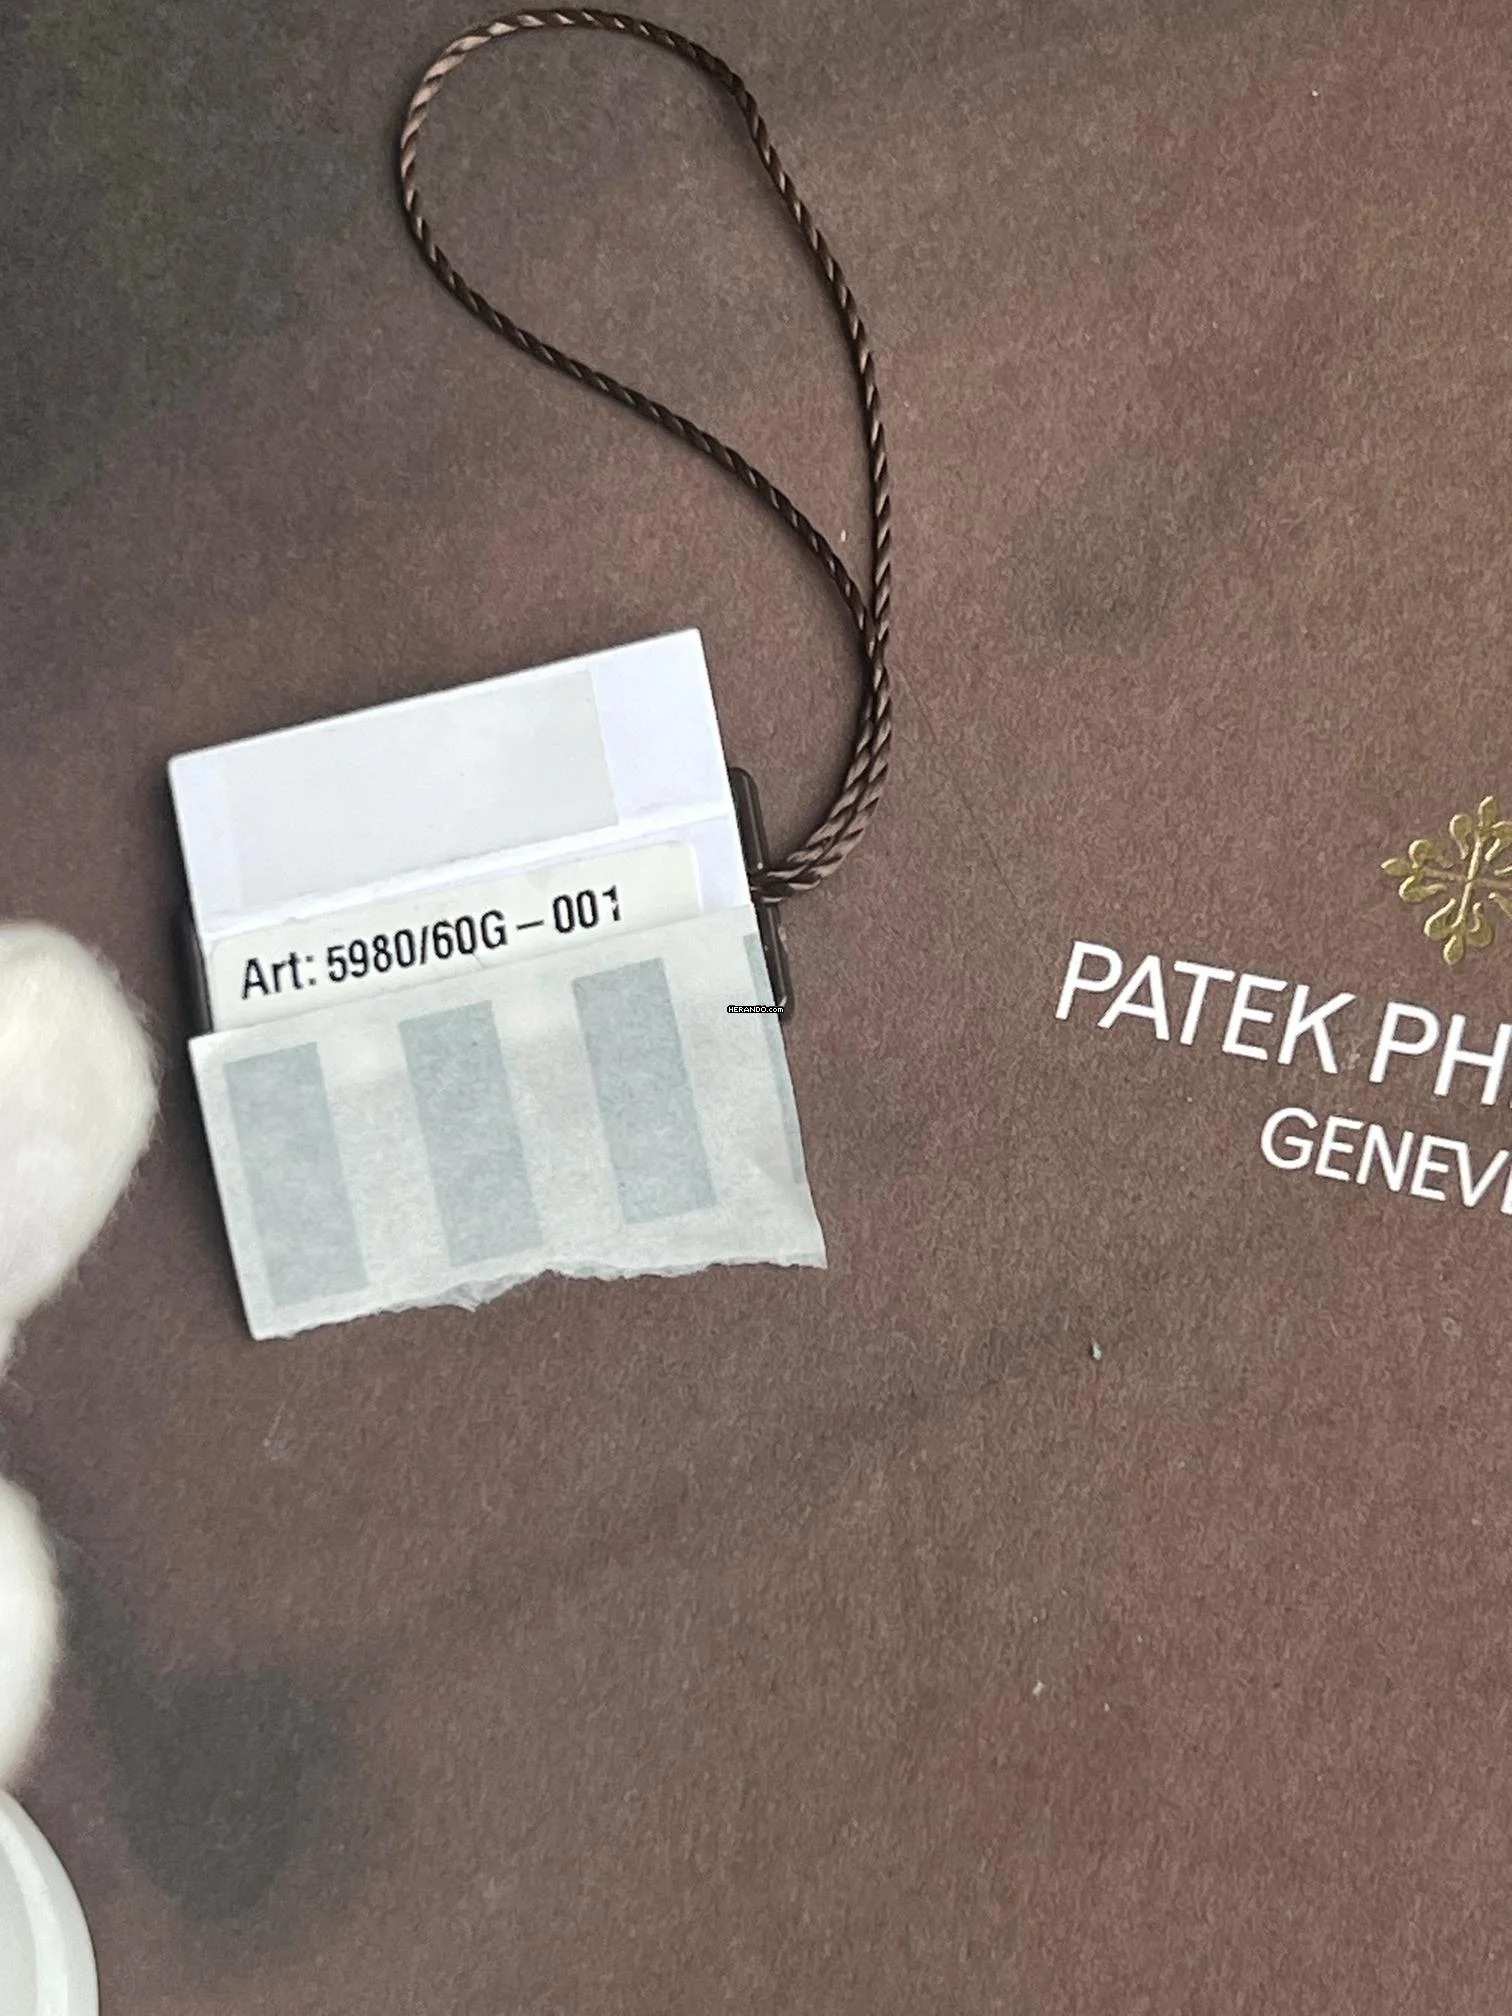 Art: 5980/60G – 001
HERANDO.com
PATEK PH
GENEV